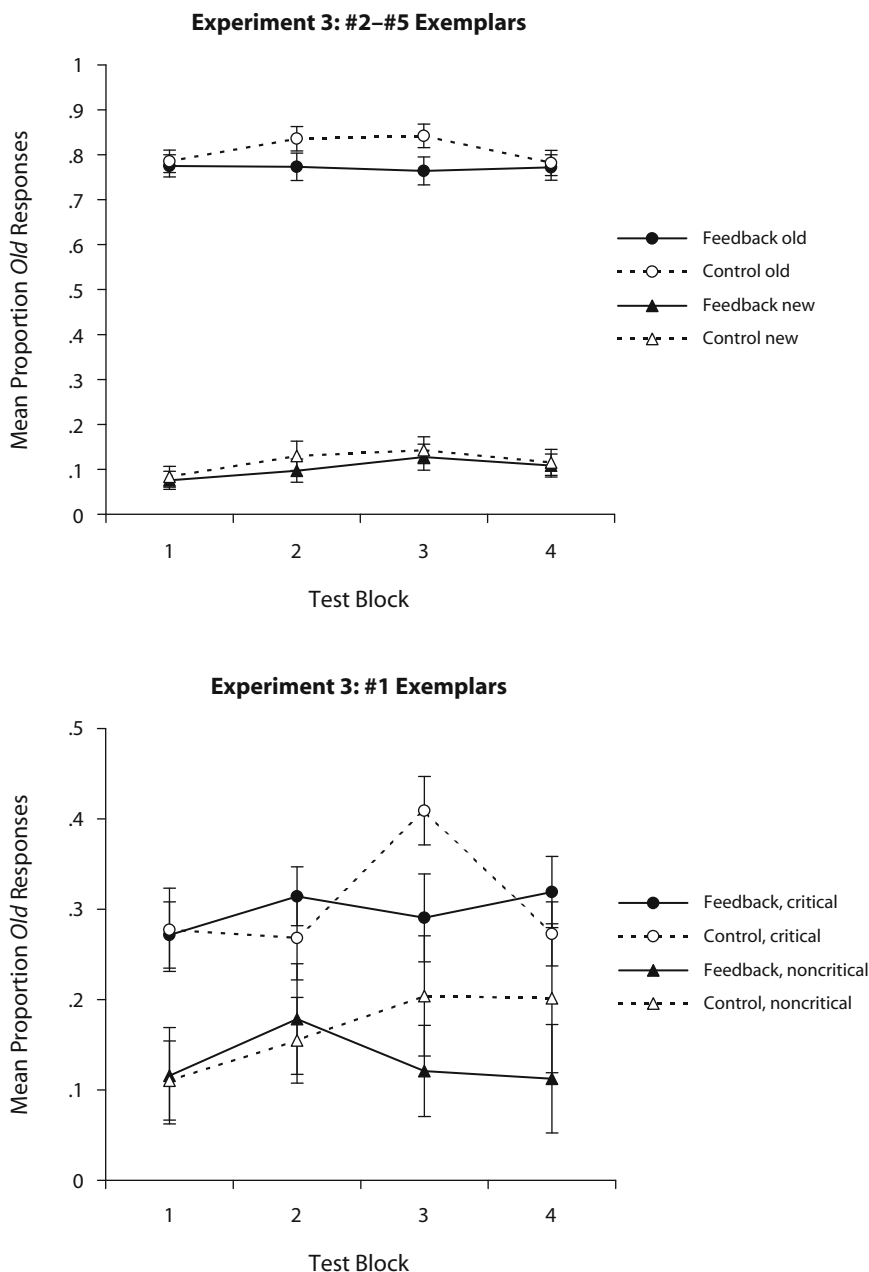 Experiment 3: #2–#5 Exemplars
Mean Proportion Old Responses
1
.9
.8
.7
.6
.5
.4
.3
.2
.1
0
1 2 3 4
Test Block
Feedback old
Control old
Feedback new
Control new
Experiment 3: #1 Exemplars
Mean Proportion Old Responses
.5
.4
.3
.2
.1
0
1 2 3 4
Test Block
Feedback, critical
Control, critical
Feedback, noncritical
Control, noncritical